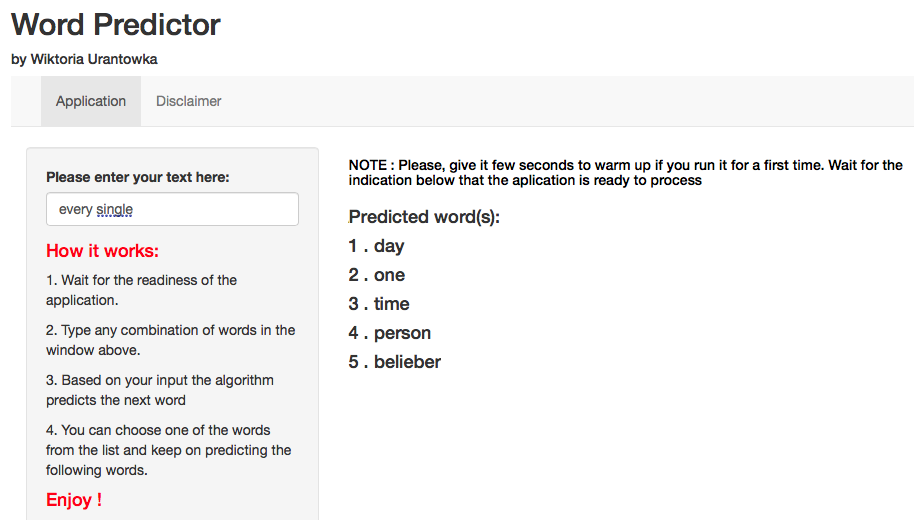 Word Predictor
by Wiktoria Urantowka
Application
Disclaimer
Please enter your text here:
every single
How it works:
1. Wait for the readiness of the
application.
2. Type any combination of words in the
window above.
3. Based on your input the algorithm
predicts the next word
4. You can choose one of the words
from the list and keep on predicting the
following words.
Enjoy !
NOTE : Please, give it few seconds to warm up if you run it for a first time. Wait for the
indication below that the aplication is ready to process
Predicted word(s):
1 . day
2 . one
3 . time
4 . person
5 . belieber